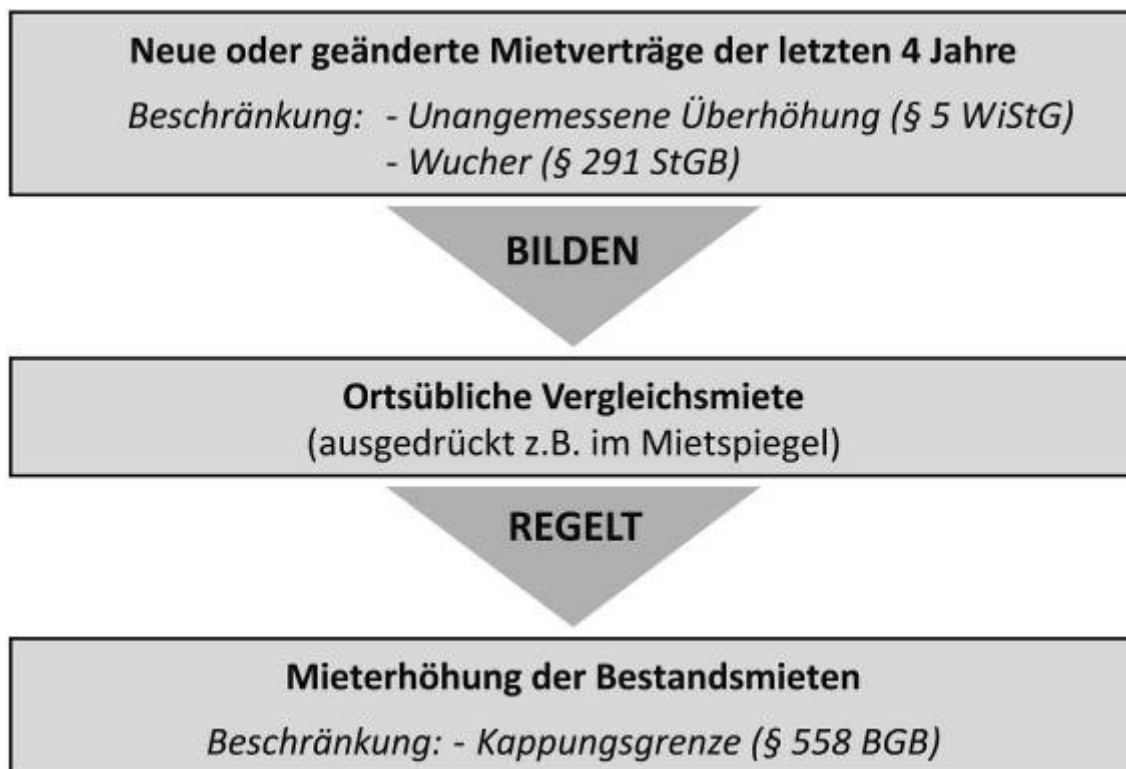 Neue oder geänderte Mietverträge der letzten 4 Jahre
Beschränkung: - Unangemessene Überhöhung (§ 5 WiStG)
- Wucher (§ 291 StGB)
BILDEN
Ortsübliche Vergleichsmiete
(ausgedrückt z.B. im Mietspiegel)
REGELT
Mieterhöhung der Bestandsmieten
Beschränkung: - Kappungsgrenze (§ 558 BGB)